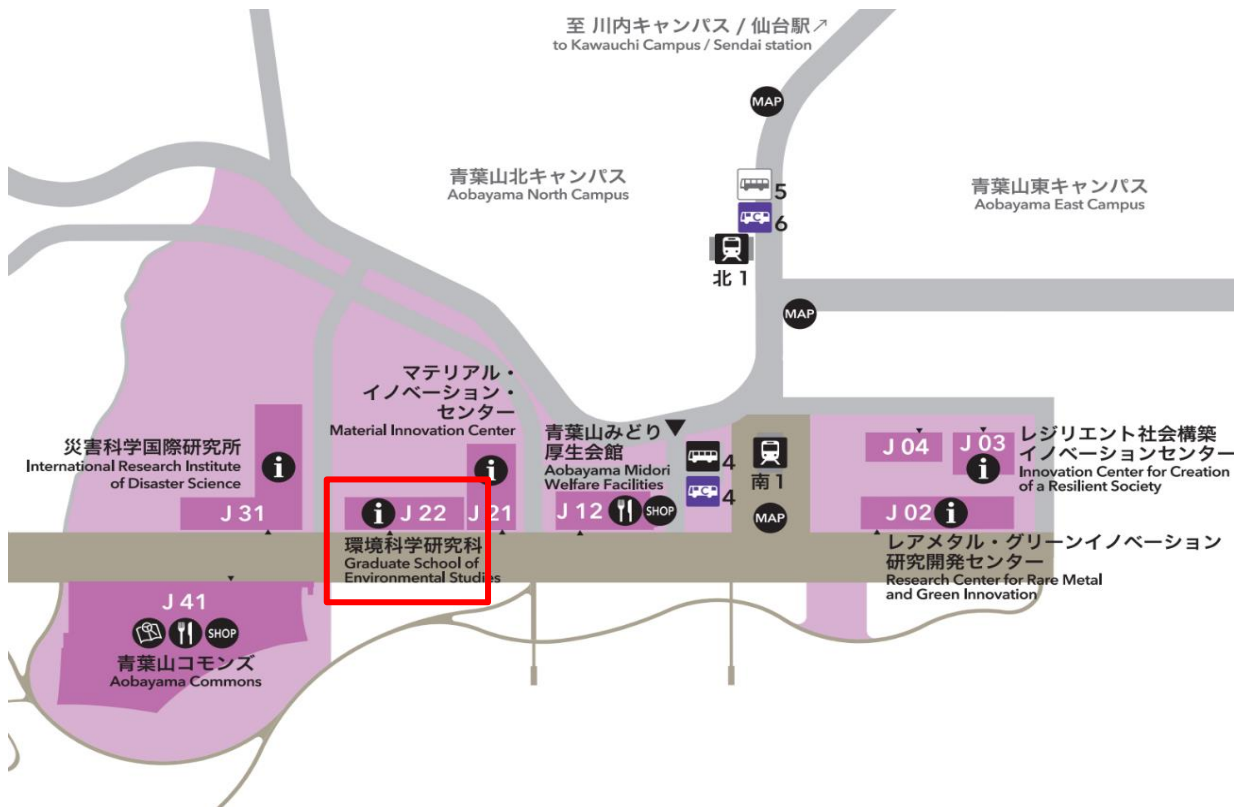 至 川内キャンパス / 仙台駅↗
to Kawauchi Campus / Sendai station
MAP
青葉山北キャンパス
Aobayama North Campus
青葉山東キャンパス
Aobayama East Campus
5
6
北 1
MAP
マテリアル・
イノベーション・
センター
Material Innovation Center
災害科学国際研究所
International Research Institute
of Disaster Science
青葉山みどり
厚生会館
Aobayama Midori
Welfare Facilities
4
4
南 1
MAP
J 04
J 03
レジリエント社会構築
イノベーションセンター
Innovation Center for Creation
of a Resilient Society
J 31
J 22
J 21
J 12
SHOP
J 02
環境科学研究科
Graduate School of
Environmental Studies
レアメタル・グリーンイノベーション
研究開発センター
Research Center for Rare Metal
and Green Innovation
J 41
SHOP
青葉山コモンズ
Aobayama Commons